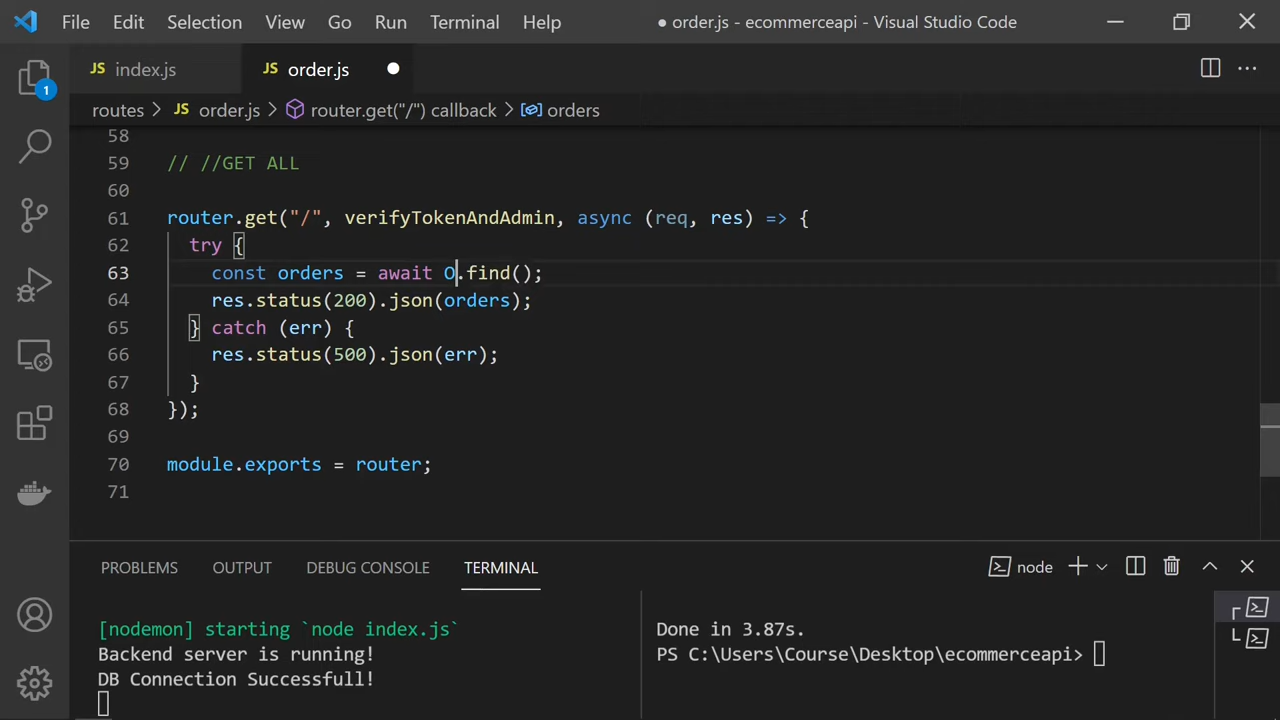 File Edit Selection View Go Run Terminal Help ● order.js - ecommerceapi - Visual Studio Code
JS index.js JS order.js
routes > JS order.js > router.get("/") callback > orders
1
58
59 // //GET ALL
60
61 router.get("/", verifyTokenAndAdmin, async (req, res) => {
62 try {
63 const orders = await O.find();
64 res.status(200).json(orders);
65 } catch (err) {
66 res.status(500).json(err);
67 }
68 });
69
70 module.exports = router;
71
PROBLEMS OUTPUT DEBUG CONSOLE TERMINAL node
[nodemon] starting `node index.js`
Backend server is running!
DB Connection Successfull!
Done in 3.87s.
PS C:\Users\Course\Desktop\ecommerceapi>